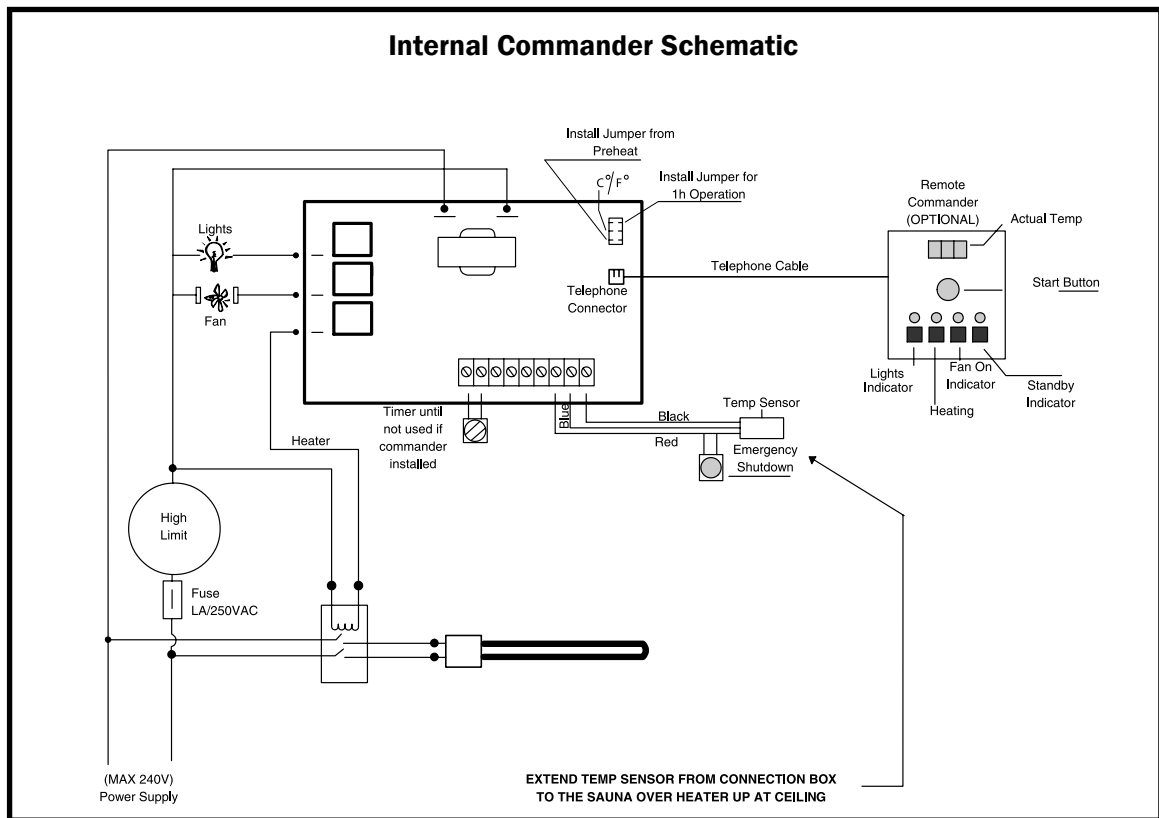 Internal Commander Schematic
Install Jumper from
Preheat
C°/F°
Install Jumper for
1h Operation
Remote
Commander
(OPTIONAL)
Actual Temp
Lights
Telephone Cable
Start Button
Telephone
Connector
Fan
Lights
Indicator
Fan On
Indicator
Heating
Standby
Indicator
Timer until
not used if
commander
installed
Blue
Black
Red
Temp Sensor
Emergency
Shutdown
Heater
High
Limit
Fuse
LA/250VAC
(MAX 240V)
Power Supply
EXTEND TEMP SENSOR FROM CONNECTION BOX
TO THE SAUNA OVER HEATER UP AT CEILING